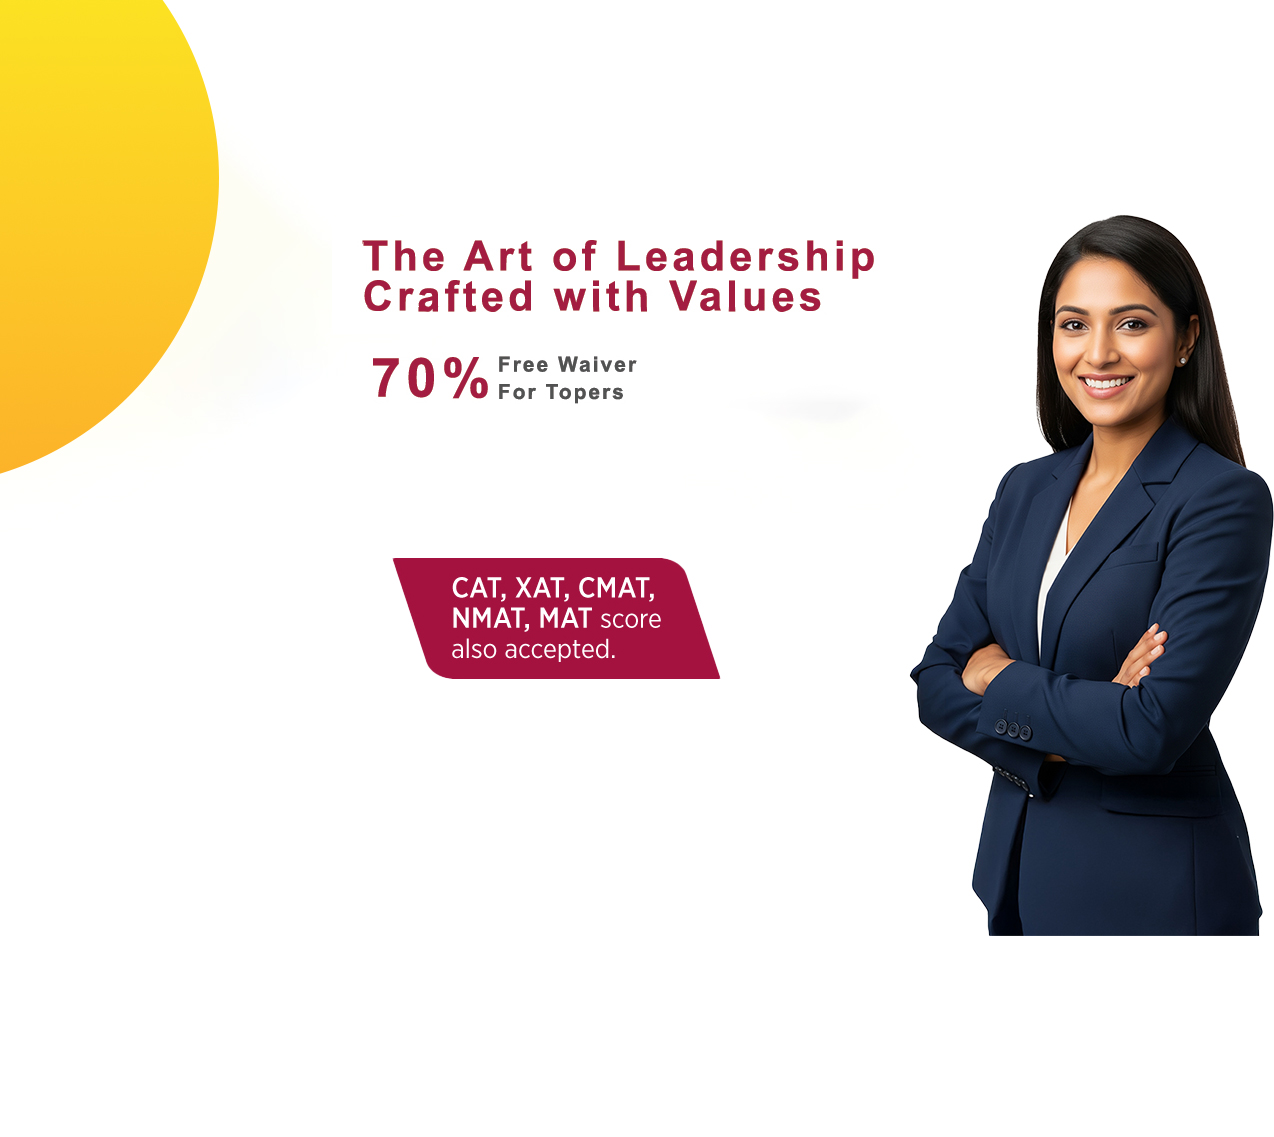 The Art of Leadership
Crafted with Values
70% Free Waiver
For Topers
CAT, XAT, CMAT,
NMAT, MAT score
also accepted.